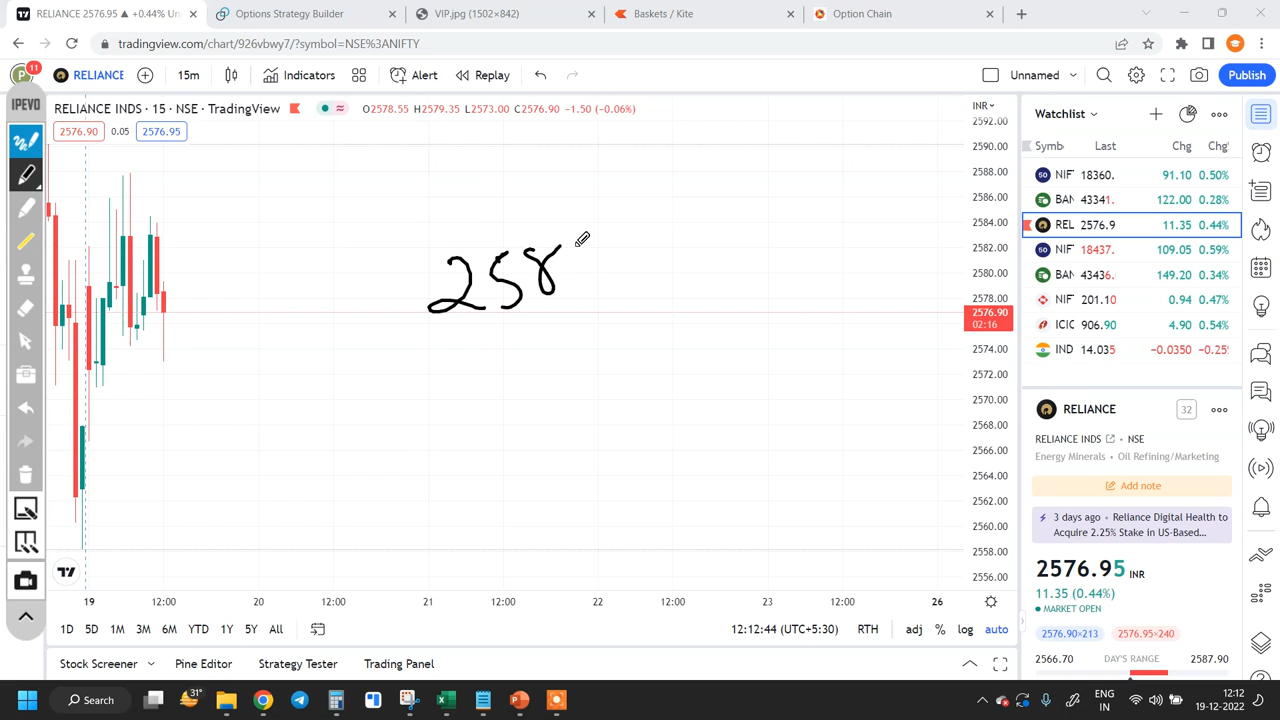 RELIANCE 2576.95 ▲ +0.44% Un
Options Strategy Builder
VIP.jpg (1502×842)
Baskets / Kite
Option Chain
tradingview.com/chart/926vbwy7/?symbol=NSE%3ANIFTY
P 11
RELIANCE
15m
Indicators
Alert
Replay
Unnamed
Publish
IPEVO
RELIANCE INDS · 15 · NSE · TradingView
O2578.55 H2579.35 L2573.00 C2576.90 −1.50 (−0.06%)
2576.90 0.05 2576.95
258
INR
2592.00
2590.00
2588.00
2586.00
2584.00
2582.00
2580.00
2578.00
2576.90
02:16
2574.00
2572.00
2570.00
2568.00
2566.00
2564.00
2562.00
2560.00
2558.00
2556.00
19 12:00 20 12:00 21 12:00 22 12:00 23 12:00 26
1D 5D 1M 3M 6M YTD 1Y 5Y All
12:12:44 (UTC+5:30) RTH adj % log auto
Stock Screener Pine Editor Strategy Tester Trading Panel
Watchlist
Symb Last Chg Chg
50 NIF 18360. 91.10 0.50%
BAN 43341. 122.00 0.28%
REL 2576.9 11.35 0.44%
50 NIF 18437. 109.05 0.59%
BAN 43436. 149.20 0.34%
NIF 201.10 0.94 0.47%
ICIC 906.90 4.90 0.54%
IND 14.035 −0.0350 −0.25
RELIANCE 32
RELIANCE INDS • NSE
Energy Minerals • Oil Refining/Marketing
Add note
3 days ago • Reliance Digital Health to
Acquire 2.25% Stake in US-Based...
2576.95 INR
11.35 (0.44%)
MARKET OPEN
2576.90×213 2576.95×240
2566.70 DAY'S RANGE 2587.90
Search
31°
ENG
IN
12:12
19-12-2022